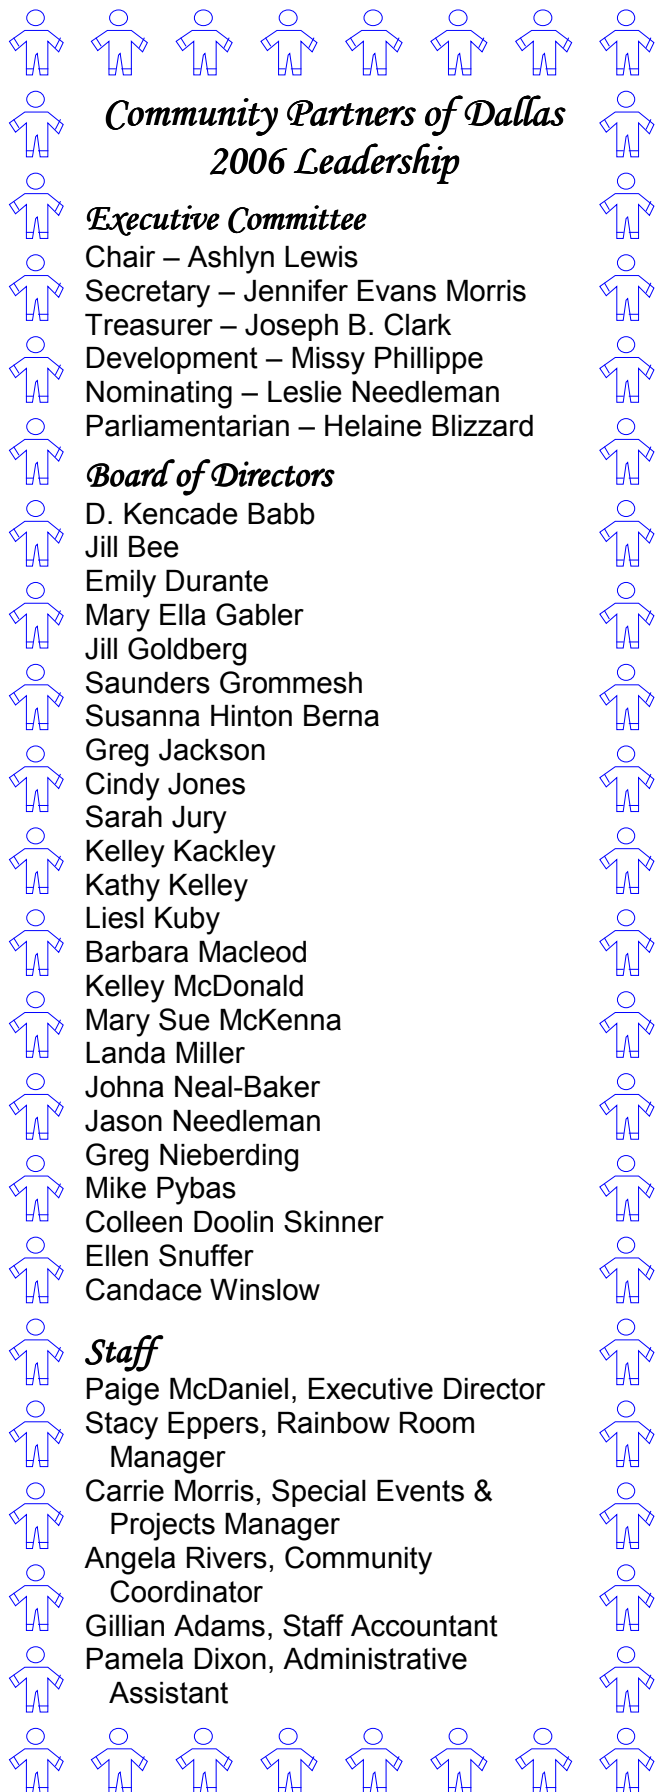 Community Partners of Dallas
2006 Leadership
Executive Committee
Chair – Ashlyn Lewis
Secretary – Jennifer Evans Morris
Treasurer – Joseph B. Clark
Development – Missy Phillippe
Nominating – Leslie Needleman
Parliamentarian – Helaine Blizzard
Board of Directors
D. Kencade Babb
Jill Bee
Emily Durante
Mary Ella Gabler
Jill Goldberg
Saunders Grommesh
Susanna Hinton Berna
Greg Jackson
Cindy Jones
Sarah Jury
Kelley Kackley
Kathy Kelley
Liesl Kuby
Barbara Macleod
Kelley McDonald
Mary Sue McKenna
Landa Miller
Johna Neal-Baker
Jason Needleman
Greg Nieberding
Mike Pybas
Colleen Doolin Skinner
Ellen Snuffer
Candace Winslow
Staff
Paige McDaniel, Executive Director
Stacy Eppers, Rainbow Room
Manager
Carrie Morris, Special Events &
Projects Manager
Angela Rivers, Community
Coordinator
Gillian Adams, Staff Accountant
Pamela Dixon, Administrative
Assistant